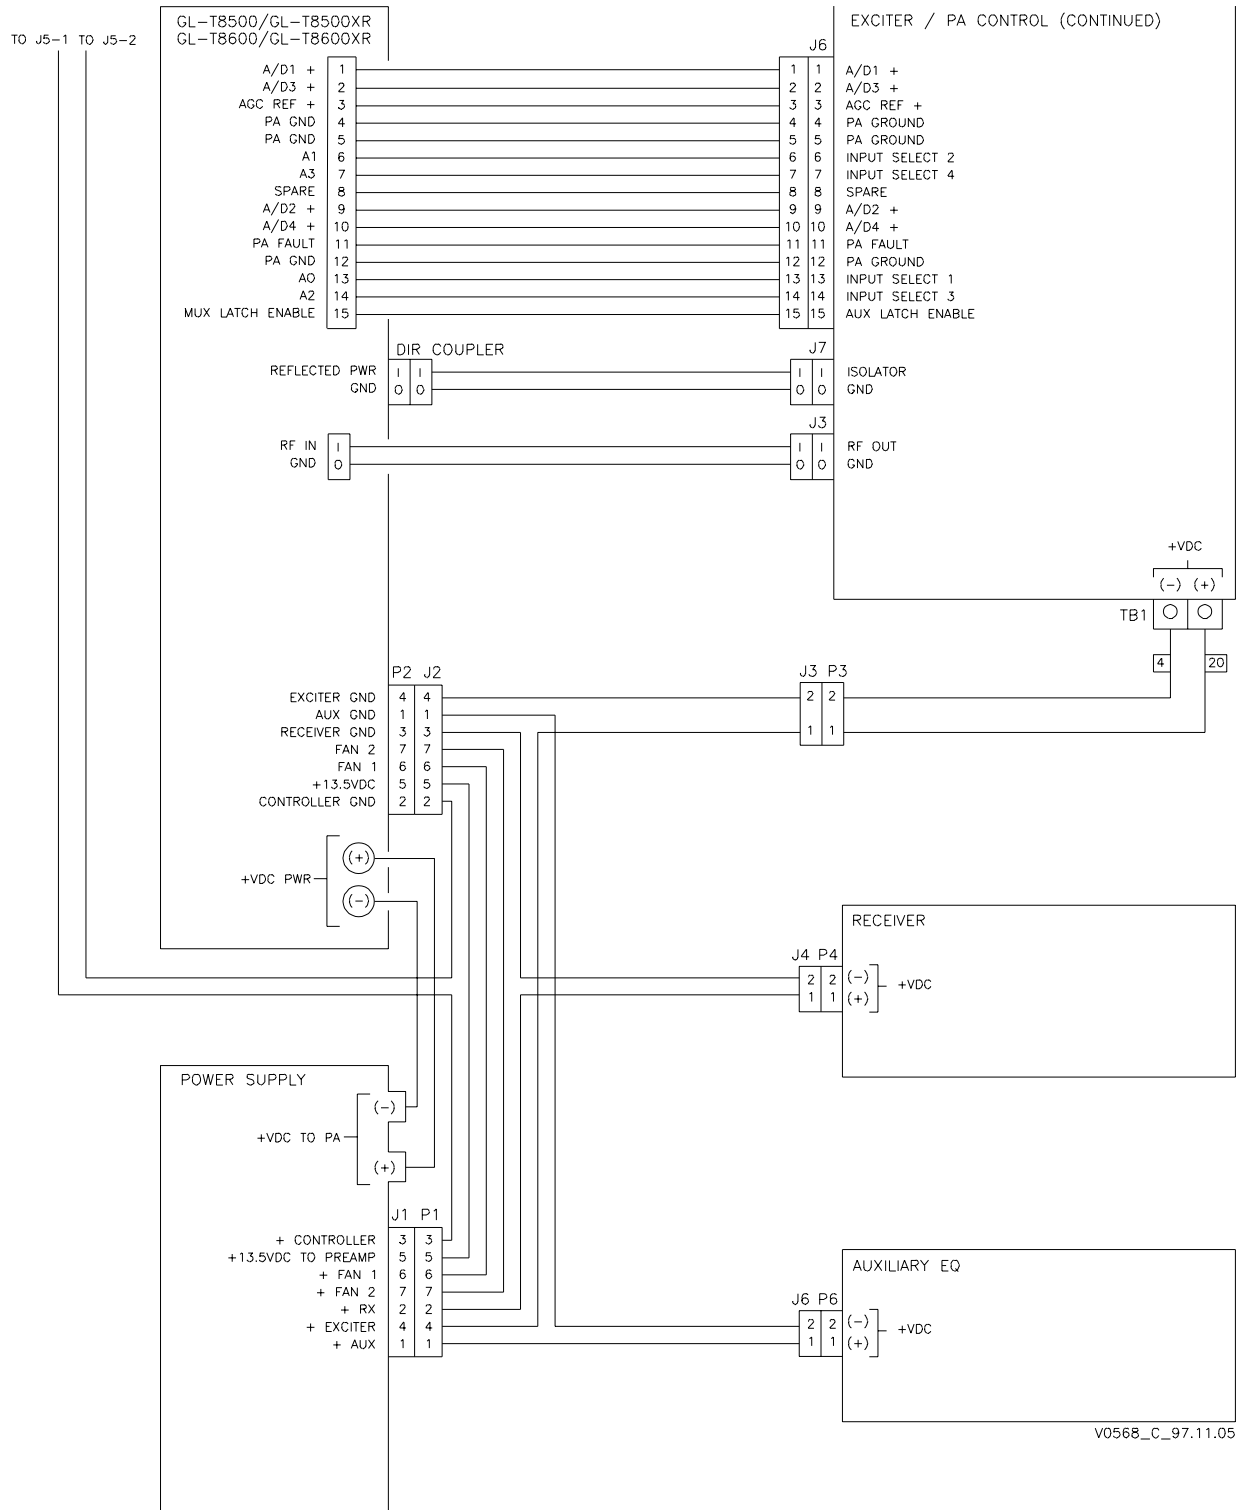 GL-T8500/GL-T8500XR
GL-T8600/GL-T8600XR
EXCITER / PA CONTROL (CONTINUED)
TO J5-1 TO J5-2
J6
A/D1 + 1 1 1 A/D1 +
A/D3 + 2 2 2 A/D3 +
AGC REF + 3 3 3 AGC REF +
PA GND 4 4 4 PA GROUND
PA GND 5 5 5 PA GROUND
A1 6 6 6 INPUT SELECT 2
A3 7 7 7 INPUT SELECT 4
SPARE 8 8 8 SPARE
A/D2 + 9 9 9 A/D2 +
A/D4 + 10 10 10 A/D4 +
PA FAULT 11 11 11 PA FAULT
PA GND 12 12 12 PA GROUND
A0 13 13 13 INPUT SELECT 1
A2 14 14 14 INPUT SELECT 3
MUX LATCH ENABLE 15 15 15 AUX LATCH ENABLE
DIR COUPLER J7
REFLECTED PWR I I I I ISOLATOR
GND O O O O GND
J3
RF IN I I I RF OUT
GND O O O GND
+VDC
(-) (+)
TB1
4 20
P2 J2 J3 P3
EXCITER GND 4 4 2 2
AUX GND 1 1
RECEIVER GND 3 3 1 1
FAN 2 7 7
FAN 1 6 6
+13.5VDC 5 5
CONTROLLER GND 2 2
(+)
+VDC PWR
(-)
RECEIVER
J4 P4
2 2 (-)
+VDC
1 1 (+)
POWER SUPPLY
(-)
+VDC TO PA
(+)
J1 P1
+ CONTROLLER 3 3
+13.5VDC TO PREAMP 5 5
+ FAN 1 6 6
+ FAN 2 7 7
+ RX 2 2
+ EXCITER 4 4
+ AUX 1 1
AUXILIARY EQ
J6 P6
2 2 (-)
+VDC
1 1 (+)
V0568_C_97.11.05